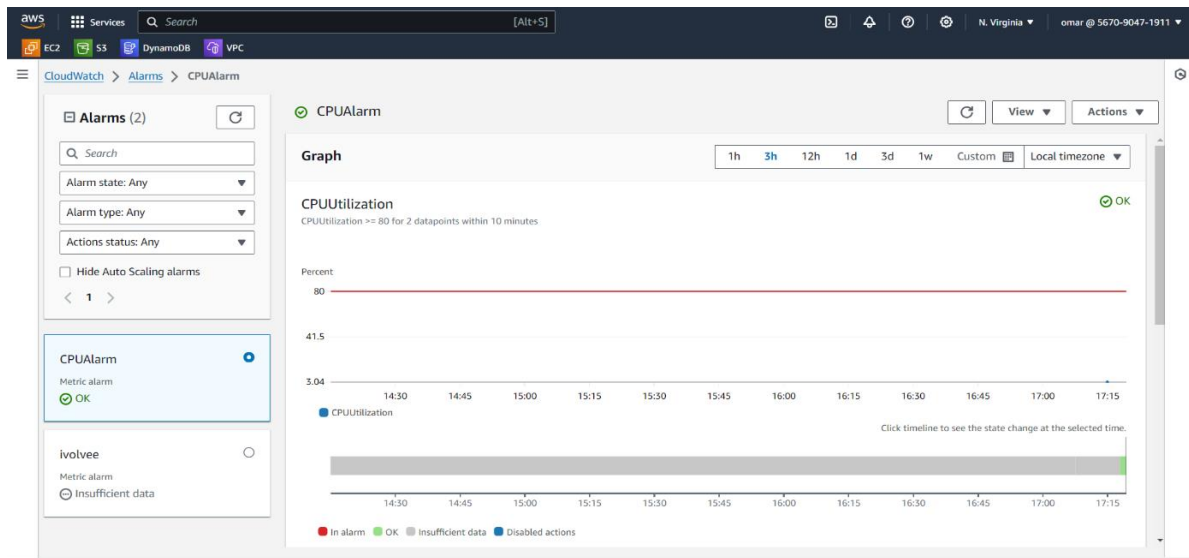 aws
Services
Search
[Alt+S]
N. Virginia
omar @ 5670-9047-1911
EC2
S3
DynamoDB
VPC
CloudWatch > Alarms > CPUAlarm
Alarms (2)
Search
Alarm state: Any
Alarm type: Any
Actions status: Any
Hide Auto Scaling alarms
< 1 >
CPUAlarm
Metric alarm
OK
ivolvee
Metric alarm
Insufficient data
CPUAlarm
View
Actions
Graph
1h 3h 12h 1d 3d 1w Custom Local timezone
CPUUtilization
OK
CPUUtilization >= 80 for 2 datapoints within 10 minutes
Percent
80
41.5
3.04
14:30 14:45 15:00 15:15 15:30 15:45 16:00 16:15 16:30 16:45 17:00 17:15
CPUUtilization
Click timeline to see the state change at the selected time.
14:30 14:45 15:00 15:15 15:30 15:45 16:00 16:15 16:30 16:45 17:00 17:15
In alarm OK Insufficient data Disabled actions